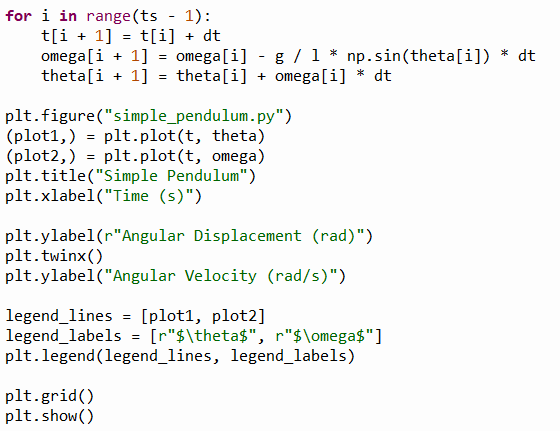 for i in range(ts - 1):
    t[i + 1] = t[i] + dt
    omega[i + 1] = omega[i] - g / l * np.sin(theta[i]) * dt
    theta[i + 1] = theta[i] + omega[i] * dt

plt.figure("simple_pendulum.py")
(plot1,) = plt.plot(t, theta)
(plot2,) = plt.plot(t, omega)
plt.title("Simple Pendulum")
plt.xlabel("Time (s)")

plt.ylabel(r"Angular Displacement (rad)")
plt.twinx()
plt.ylabel("Angular Velocity (rad/s)")

legend_lines = [plot1, plot2]
legend_labels = [r"$\theta$", r"$\omega$"]
plt.legend(legend_lines, legend_labels)

plt.grid()
plt.show()